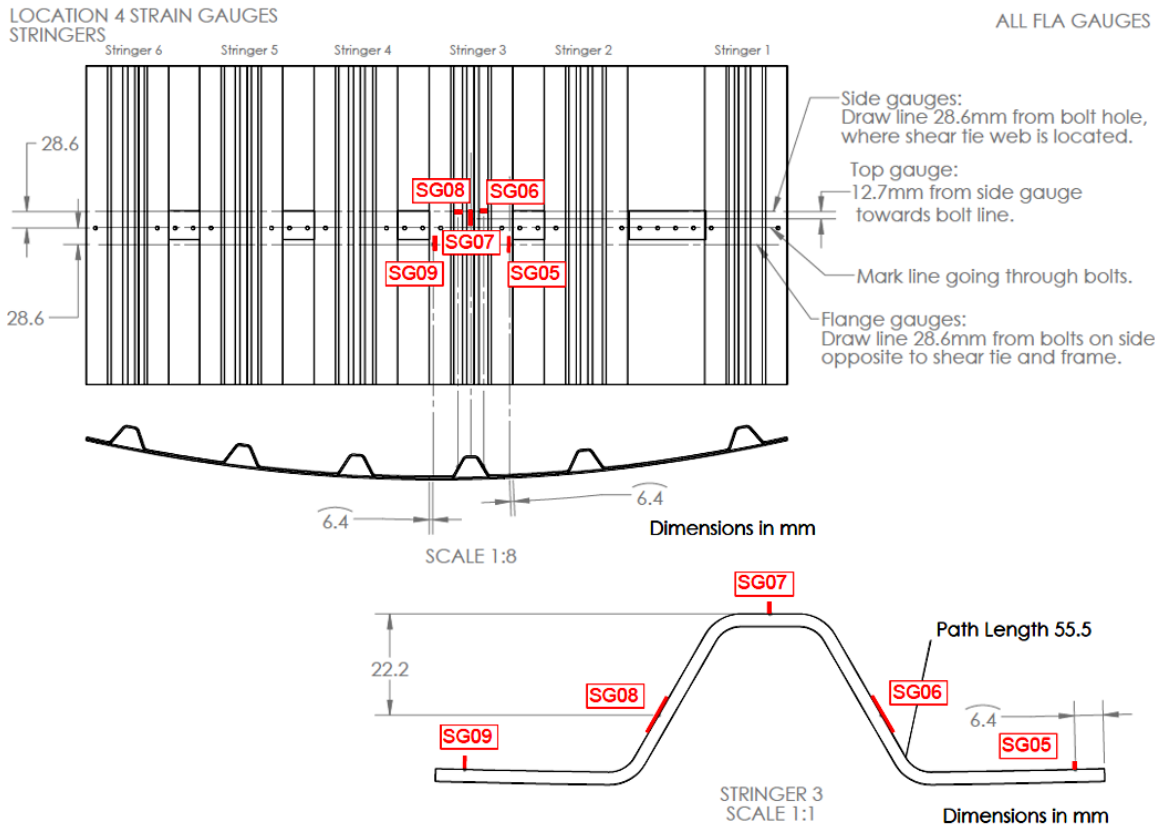 LOCATION 4 STRAIN GAUGES
STRINGERS
ALL FLA GAUGES
Stringer 6
Stringer 5
Stringer 4
Stringer 3
Stringer 2
Stringer 1
Side gauges:
Draw line 28.6mm from bolt hole,
where shear tie web is located.
28.6
Top gauge:
12.7mm from side gauge
towards bolt line.
SG08
SG06
SG07
SG09
SG05
Mark line going through bolts.
28.6
Flange gauges:
Draw line 28.6mm from bolts on side
opposite to shear tie and frame.
6.4
6.4
Dimensions in mm
SCALE 1:8
SG07
Path Length 55.5
22.2
SG08
SG06
6.4
SG09
SG05
STRINGER 3
SCALE 1:1
Dimensions in mm